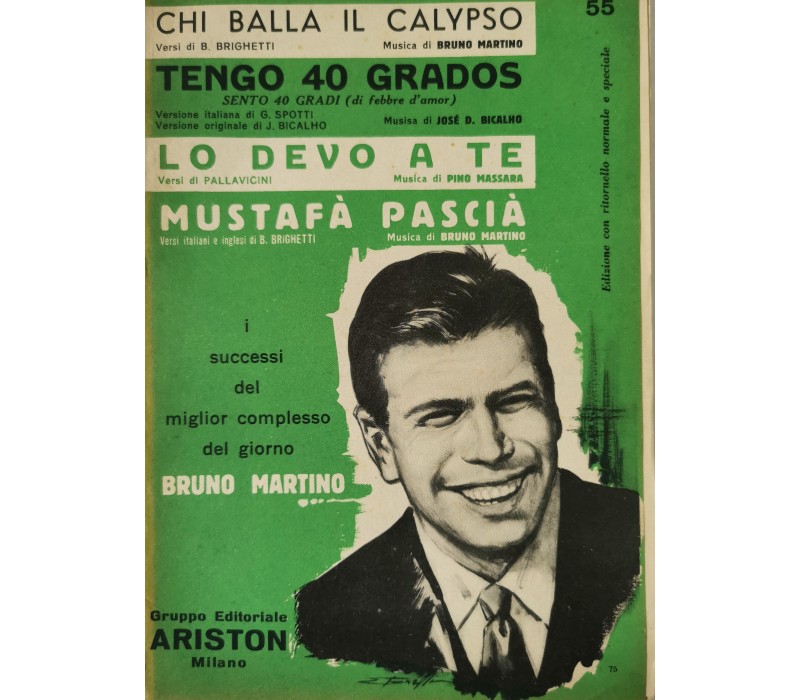 CHI BALLA IL CALYPSO
Versi di B. BRIGHETTI Musica di BRUNO MARTINO
55
TENGO 40 GRADOS
SENTO 40 GRADI (di febbre d'amor)
Versione italiana di G. SPOTTI
Versione originale di J. BICALHO Musisa di JOSÉ D. BICALHO
LO DEVO A TE
Versi di PALLAVICINI Musica di PINO MASSARA
MUSTAFÀ PASCIÀ
Versi italiani e inglesi di B. BRIGHETTI Musica di BRUNO MARTINO
Edizione con ritornello normale e speciale
i
successi
del
miglior complesso
del giorno
BRUNO MARTINO
Gruppo Editoriale
ARISTON
Milano
75